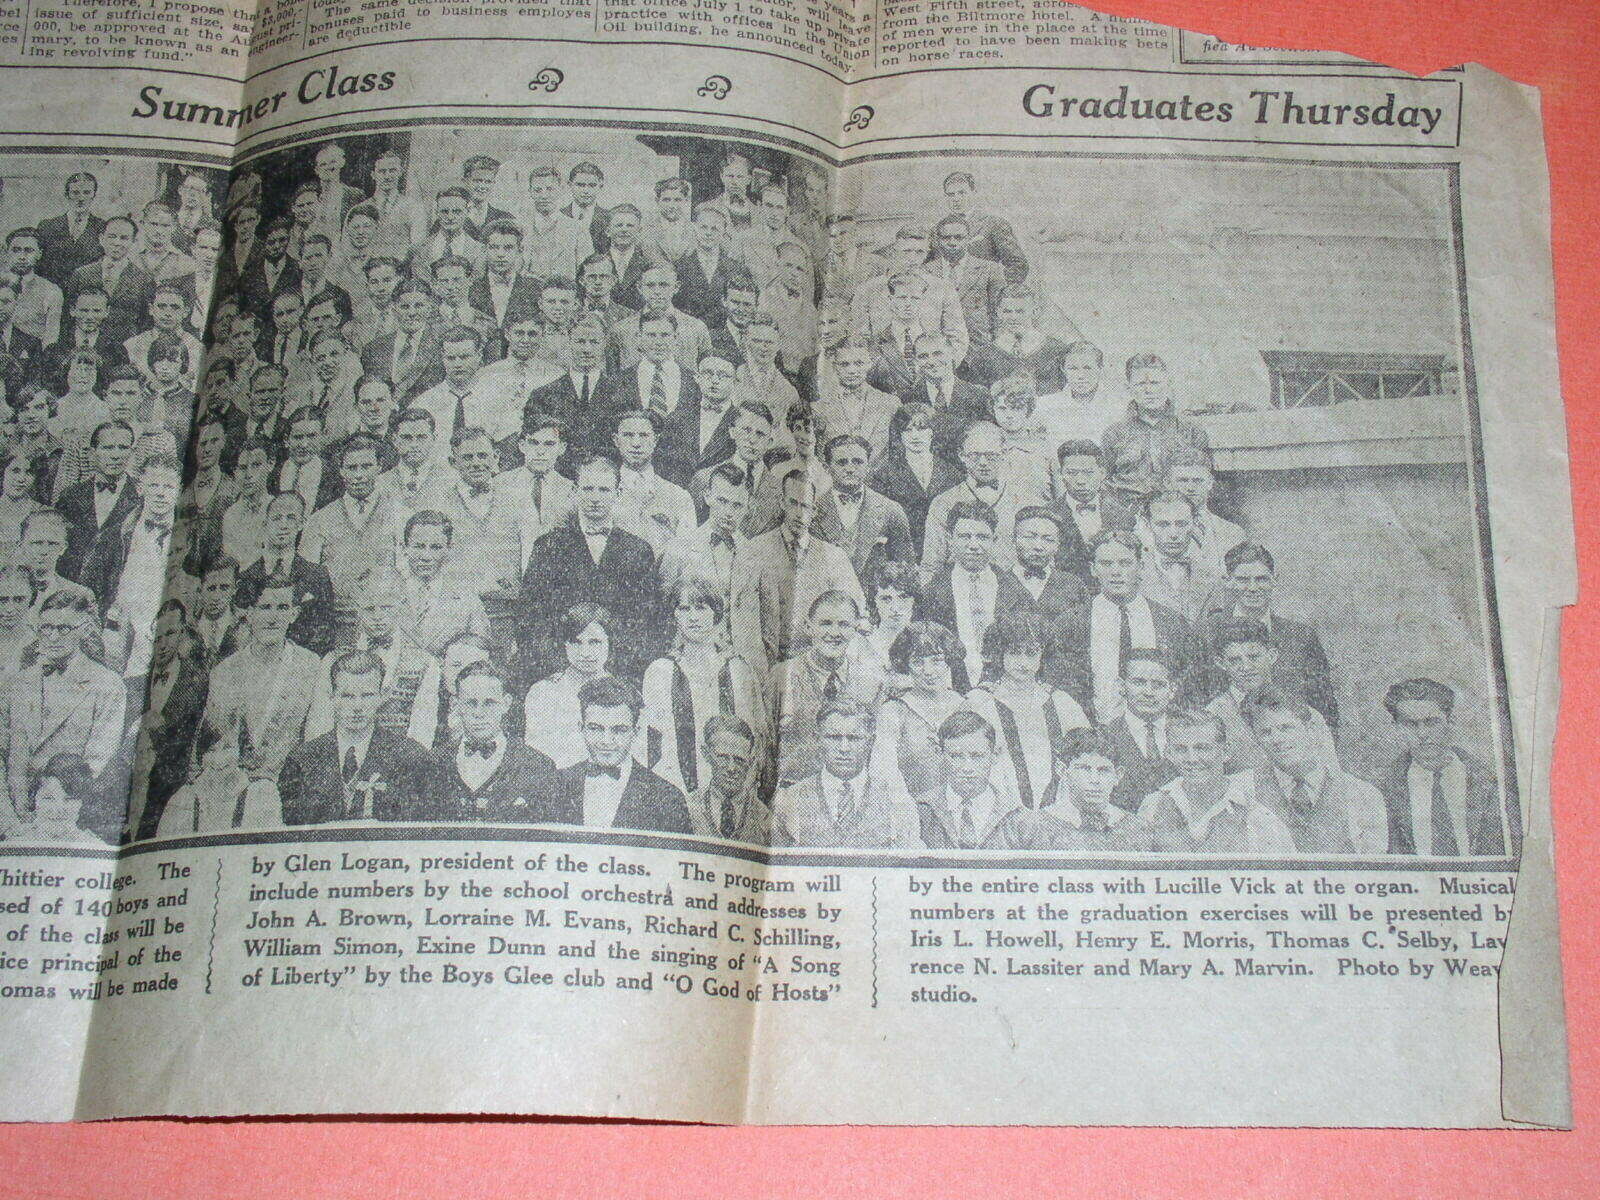 Therefore, I propose that a bond
issue of sufficient size, say $3,000,-
000, be approved at the August pri-
mary, to be known as an engineer-
ing revolving fund."
The same decision provided that
bonuses paid to business employes
are deductible
will leave
that office July 1 to take up private
practice with offices in the Union
Oil building, he announced today.
West Fifth street, across
from the Biltmore hotel. A number
of men were in the place at the time
reported to have been making bets
on horse races.
Summer Class
Graduates Thursday
hittier college. The
sed of 140 boys and
of the class will be
ice principal of the
omas will be made
by Glen Logan, president of the class. The program will
include numbers by the school orchestra and addresses by
John A. Brown, Lorraine M. Evans, Richard C. Schilling,
William Simon, Exine Dunn and the singing of "A Song
of Liberty" by the Boys Glee club and "O God of Hosts"
by the entire class with Lucille Vick at the organ. Musical
numbers at the graduation exercises will be presented by
Iris L. Howell, Henry E. Morris, Thomas C. Selby, Law-
rence N. Lassiter and Mary A. Marvin. Photo by Weav
studio.